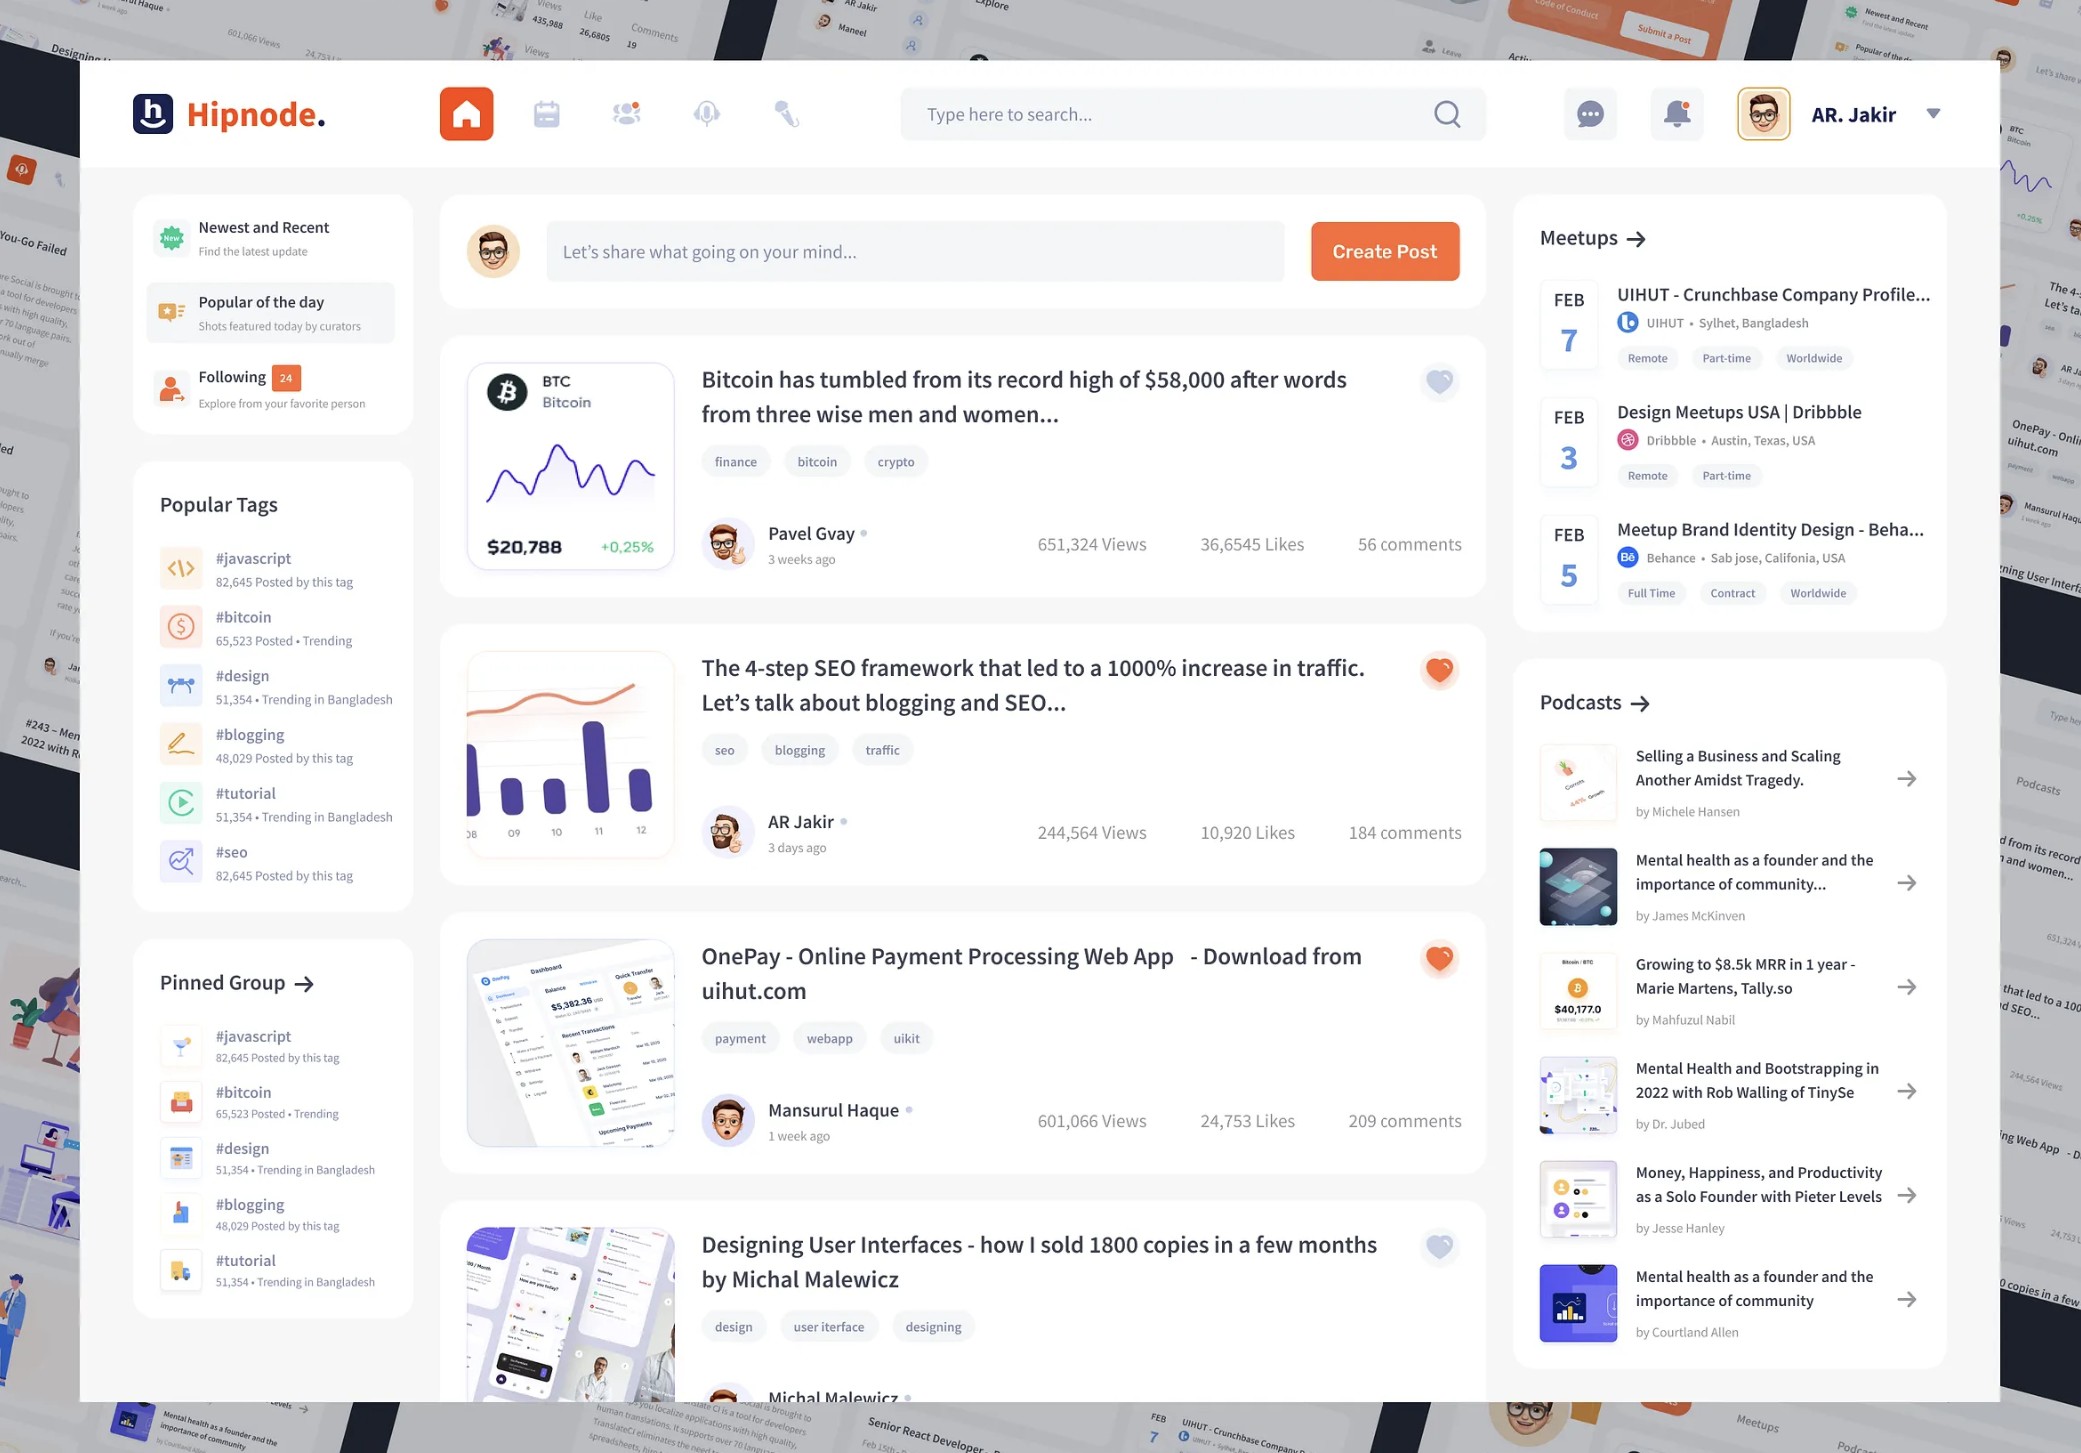 Hipnode.
Type here to search...
AR. Jakir
New
Newest and Recent
Find the latest update
Popular of the day
Shots featured today by curators
Following 24
Explore from your favorite person
Popular Tags
#javascript
82,645 Posted by this tag
#bitcoin
65,523 Posted • Trending
#design
51,354 • Trending in Bangladesh
#blogging
48,029 Posted by this tag
#tutorial
51,354 • Trending in Bangladesh
#seo
82,645 Posted by this tag
Pinned Group
#javascript
82,645 Posted by this tag
#bitcoin
65,523 Posted • Trending
#design
51,354 • Trending in Bangladesh
#blogging
48,029 Posted by this tag
#tutorial
51,354 • Trending in Bangladesh
Let’s share what going on your mind...
Create Post
BTC
Bitcoin
$20,788 +0,25%
Bitcoin has tumbled from its record high of $58,000 after words
from three wise men and women...
finance bitcoin crypto
Pavel Gvay
3 weeks ago
651,324 Views 36,6545 Likes 56 comments
08 09 10 11 12
The 4-step SEO framework that led to a 1000% increase in traffic.
Let’s talk about blogging and SEO...
seo blogging traffic
AR Jakir
3 days ago
244,564 Views 10,920 Likes 184 comments
OnePay
Dashboard
Balance
$5,382.36
Quick Transfer
Recent Transactions
Upcoming Payments
OnePay - Online Payment Processing Web App - Download from
uihut.com
payment webapp uikit
Mansurul Haque
1 week ago
601,066 Views 24,753 Likes 209 comments
Designing User Interfaces - how I sold 1800 copies in a few months
by Michal Malewicz
design user iterface designing
Michal Malewicz
Meetups
FEB
7
UIHUT - Crunchbase Company Profile...
UIHUT • Sylhet, Bangladesh
Remote Part-time Worldwide
FEB
3
Design Meetups USA | Dribbble
Dribbble • Austin, Texas, USA
Remote Part-time
FEB
5
Meetup Brand Identity Design - Beha...
Bē Behance • Sab jose, Califonia, USA
Full Time Contract Worldwide
Podcasts
Selling a Business and Scaling
Another Amidst Tragedy.
by Michele Hansen
Mental health as a founder and the
importance of community...
by James McKinven
$40,177.0
Growing to $8.5k MRR in 1 year -
Marie Martens, Tally.so
by Mahfuzul Nabil
Mental Health and Bootstrapping in
2022 with Rob Walling of TinySe
by Dr. Jubed
Money, Happiness, and Productivity
as a Solo Founder with Pieter Levels
by Jesse Hanley
Mental health as a founder and the
importance of community
by Courtland Allen